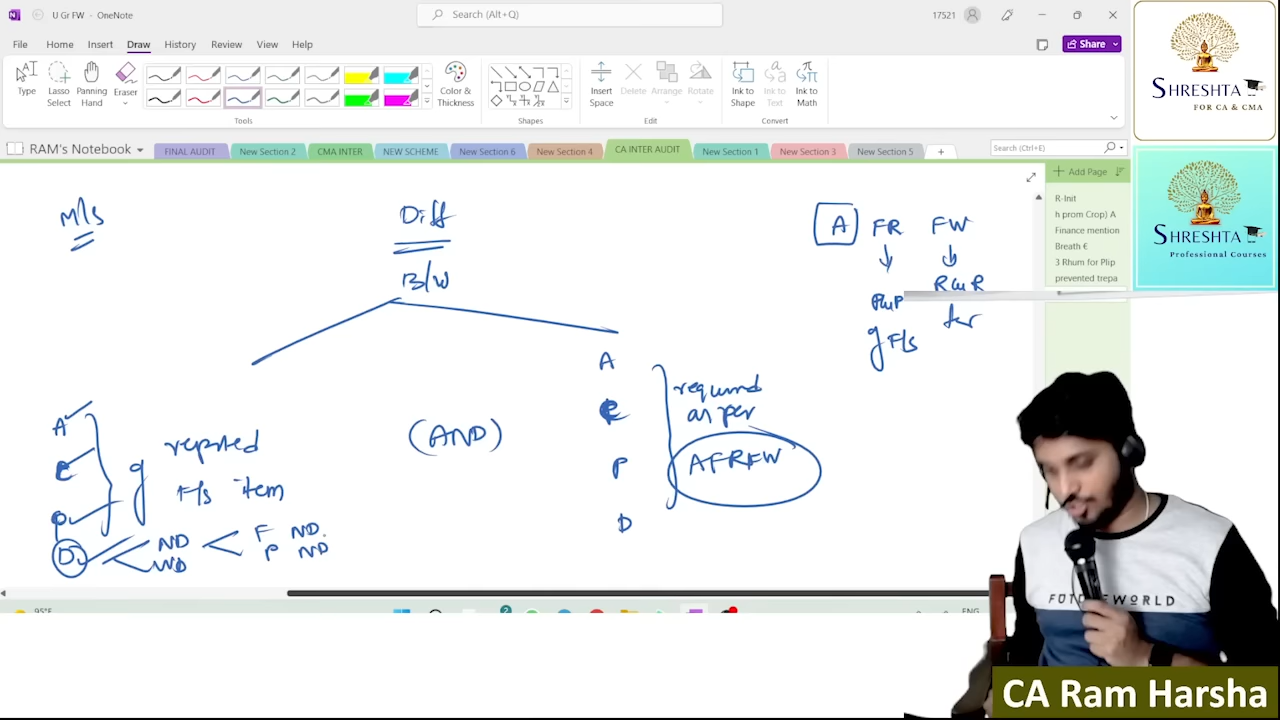 U Gr FW - OneNote
Search (Alt+Q)
17521
File Home Insert Draw History Review View Help
Share
Type
Lasso Select
Panning Hand
Eraser
Color & Thickness
Insert Space
Delete
Arrange
Rotate
Ink to Shape
Ink to Text
Ink to Math
Tools
Shapes
Edit
Convert
RAM's Notebook
FINAL AUDIT
New Section 2
CMA INTER
NEW SCHEME
New Section 6
New Section 4
CA INTER AUDIT
New Section 1
New Section 3
New Section 5
Search (Ctrl+E)
Add Page
R-Init
h prom Crop) A
Finance mention
Breath €
3 Rhum for Plip
prevented trepa
SHRESHTA
FOR CA & CMA
SHRESHTA
Professional Courses
M/s
Diff
B/W
A FR FW
F/s
A
C
P
D
reported
F/s item
ND
WD
F ND.
P ND
(AND)
A
C
P
D
required
as per
AFRFW
95°F
ENG
FUTUREWORLD
CA Ram Harsha